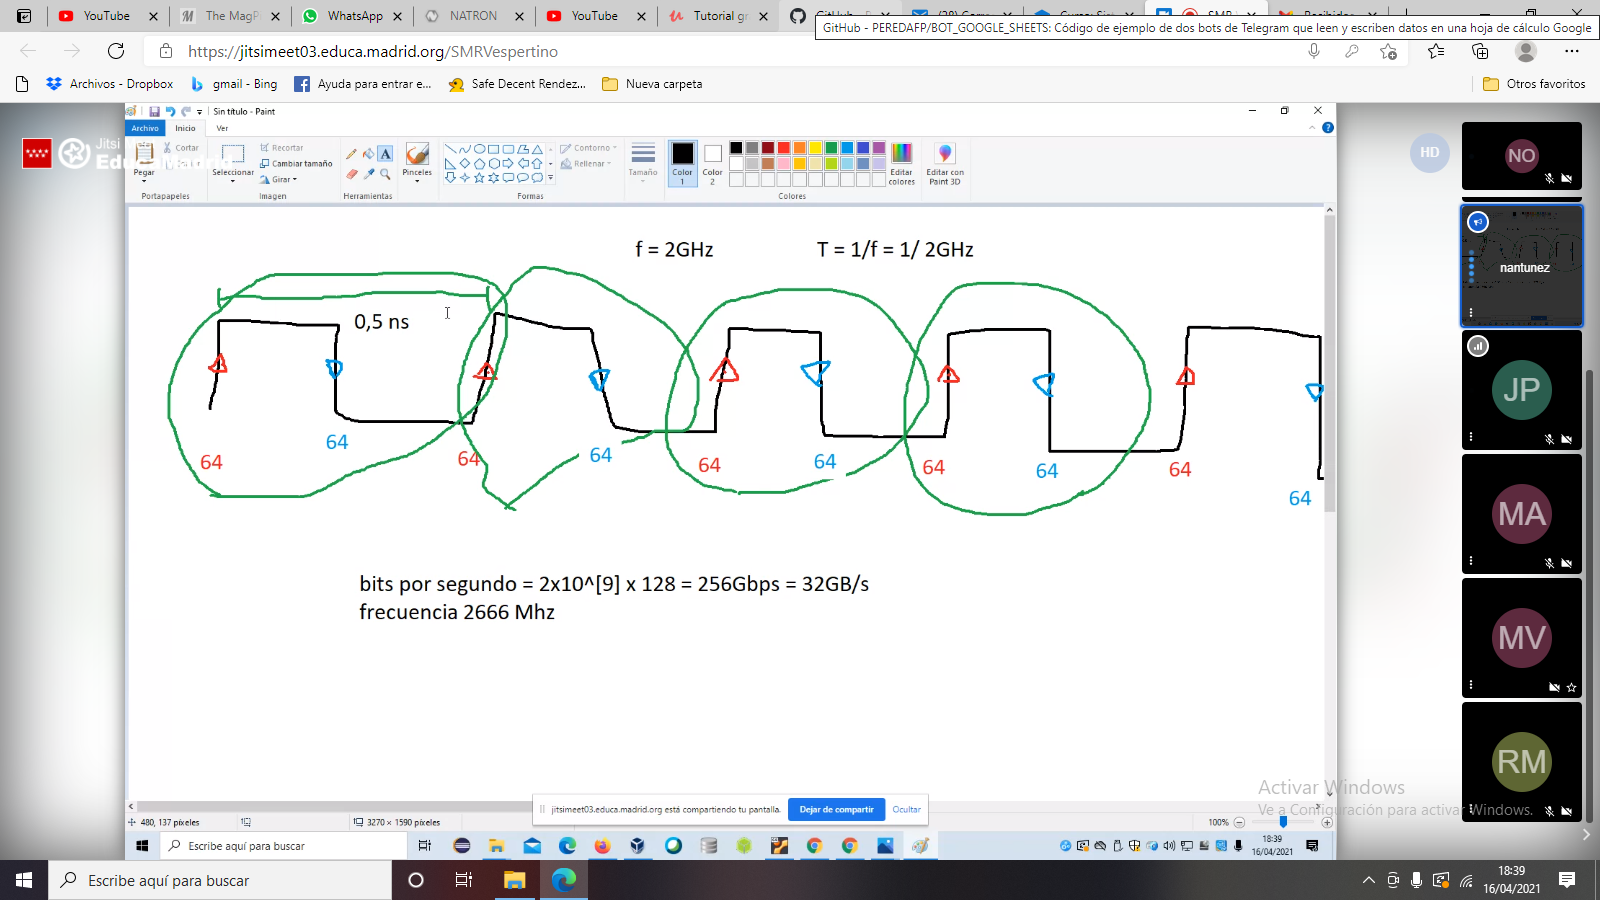 YouTube
The MagP
WhatsApp
NATRON
YouTube
Tutorial gr
GitHub - PEREDAFP/BOT_GOOGLE_SHEETS: Código de ejemplo de dos bots de Telegram que leen y escriben datos en una hoja de cálculo Google
https://jitsimeet03.educa.madrid.org/SMRVespertino
Archivos - Dropbox
gmail - Bing
Ayuda para entrar e...
Safe Decent Rendez...
Nueva carpeta
Otros favoritos
Sin título - Paint
Archivo
Inicio
Ver
Pegar
Cortar
Seleccionar
Recortar
Cambiar tamaño
Girar
A
Pinceles
Contorno
Rellenar
Tamaño
Color 1
Color 2
Editar colores
Editar con Paint 3D
Portapapeles
Imagen
Herramientas
Formas
Colores
f = 2GHz
T = 1/f = 1/ 2GHz
0,5 ns
64
64
64
64
64
64
64
64
64
64
bits por segundo = 2x10^[9] x 128 = 256Gbps = 32GB/s
frecuencia 2666 Mhz
HD
NO
nantunez
JP
MA
MV
RM
Activar Windows
Ve a Configuración para activar Windows.
jitsimeet03.educa.madrid.org está compartiendo tu pantalla.
Dejar de compartir
Ocultar
480, 137 píxeles
3270 × 1590 píxeles
100%
Escribe aquí para buscar
18:39
16/04/2021
Escribe aquí para buscar
18:39
16/04/2021